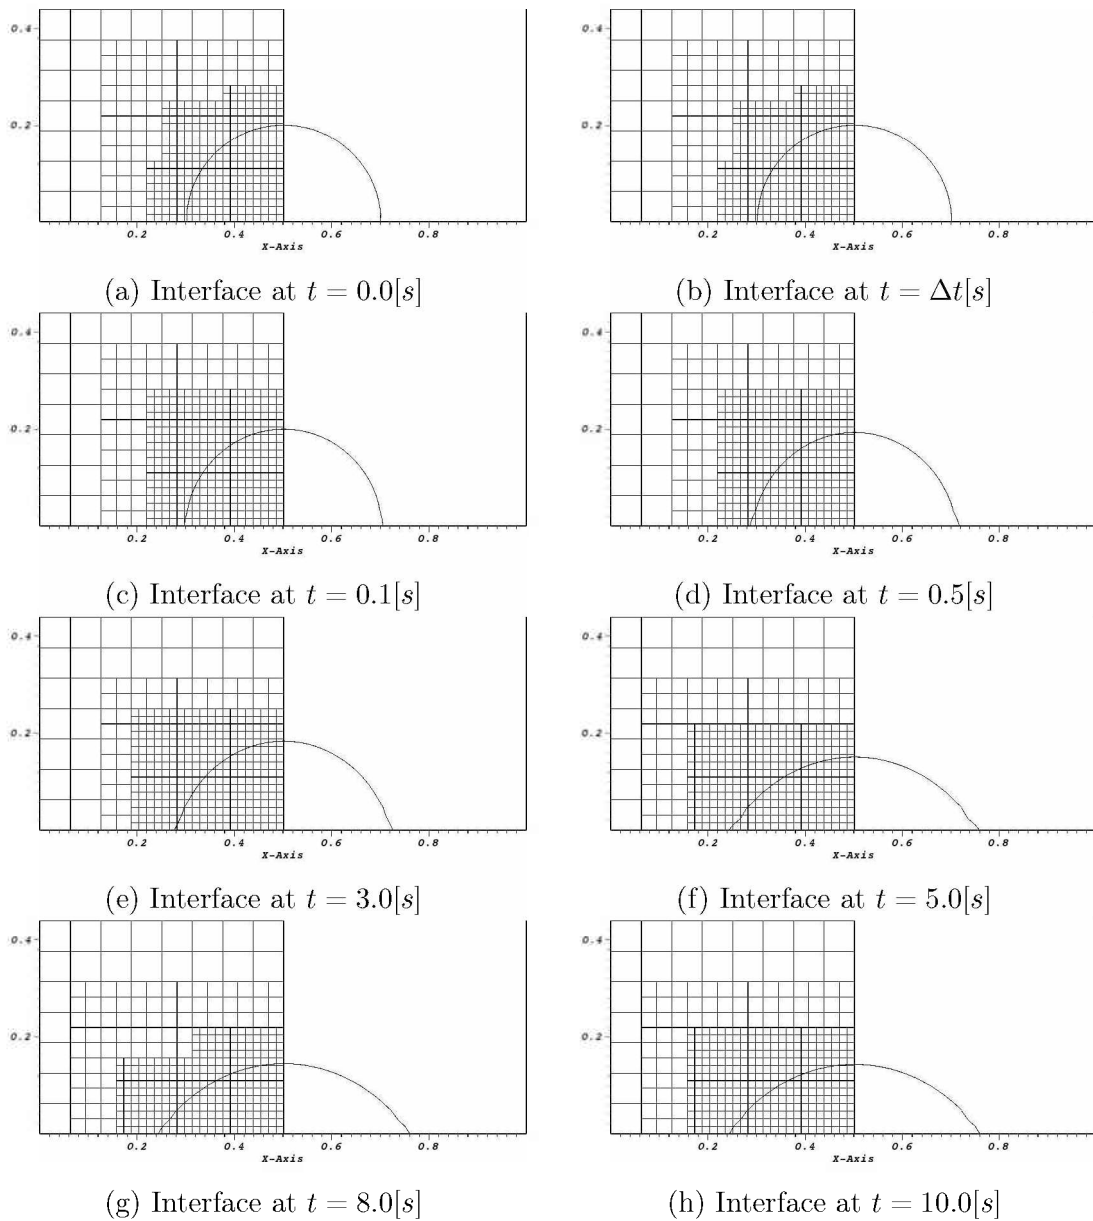 0.4 0.4
0.2 0.2
0.2 0.4 0.6 0.8 0.2 0.4 0.6 0.8
X-Axis X-Axis
(a) Interface at t = 0.0[s] (b) Interface at t = Δt[s]
0.4 0.4
0.2 0.2
0.2 0.4 0.6 0.8 0.2 0.4 0.6 0.8
X-Axis X-Axis
(c) Interface at t = 0.1[s] (d) Interface at t = 0.5[s]
0.4 0.4
0.2 0.2
0.2 0.4 0.6 0.8 0.2 0.4 0.6 0.8
X-Axis X-Axis
(e) Interface at t = 3.0[s] (f) Interface at t = 5.0[s]
0.4 0.4
0.2 0.2
0.2 0.4 0.6 0.8 0.2 0.4 0.6 0.8
X-Axis X-Axis
(g) Interface at t = 8.0[s] (h) Interface at t = 10.0[s]